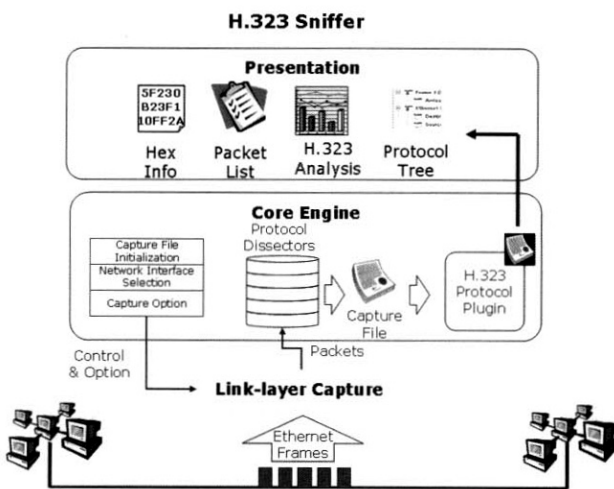 H.323 Sniffer
Presentation
5F230
B23F1
10FF2A
Hex
Info
Packet
List
H.323
Analysis
Protocol
Tree
Core Engine
Capture File
Initialization
Network Interface
Selection
Capture Option
Protocol
Dissectors
Capture
File
H.323
Protocol
Plugin
Control
& Option
Packets
Link-layer Capture
Ethernet
Frames